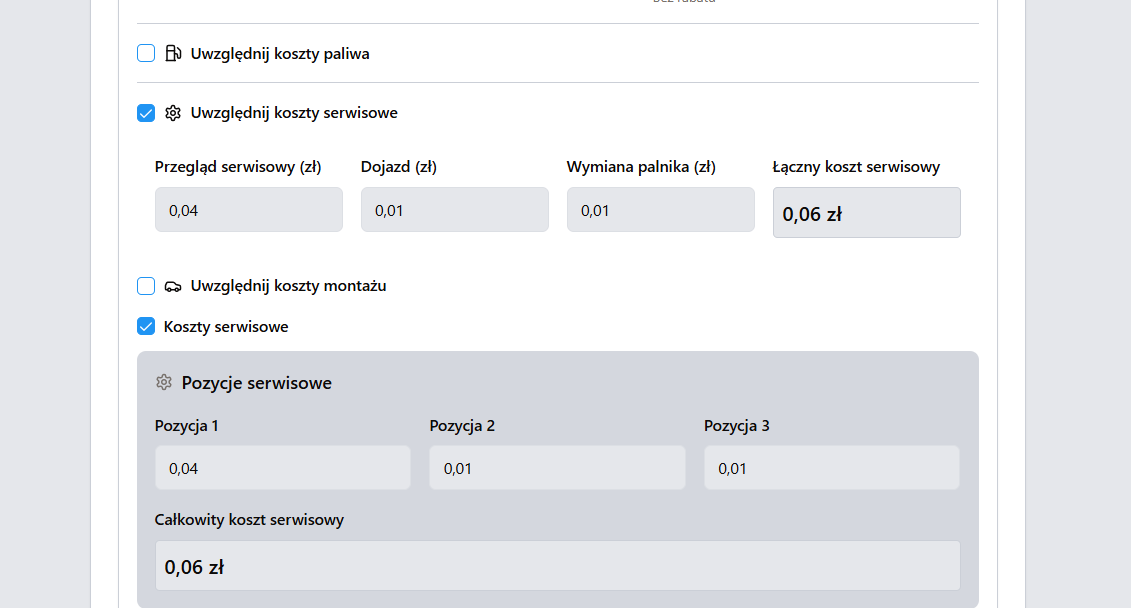 Uwzględnij koszty paliwa
Uwzględnij koszty serwisowe
Przegląd serwisowy (zł) Dojazd (zł) Wymiana palnika (zł) Łączny koszt serwisowy
0,04 0,01 0,01 0,06 zł
Uwzględnij koszty montażu
Koszty serwisowe
Pozycje serwisowe
Pozycja 1 Pozycja 2 Pozycja 3
0,04 0,01 0,01
Całkowity koszt serwisowy
0,06 zł